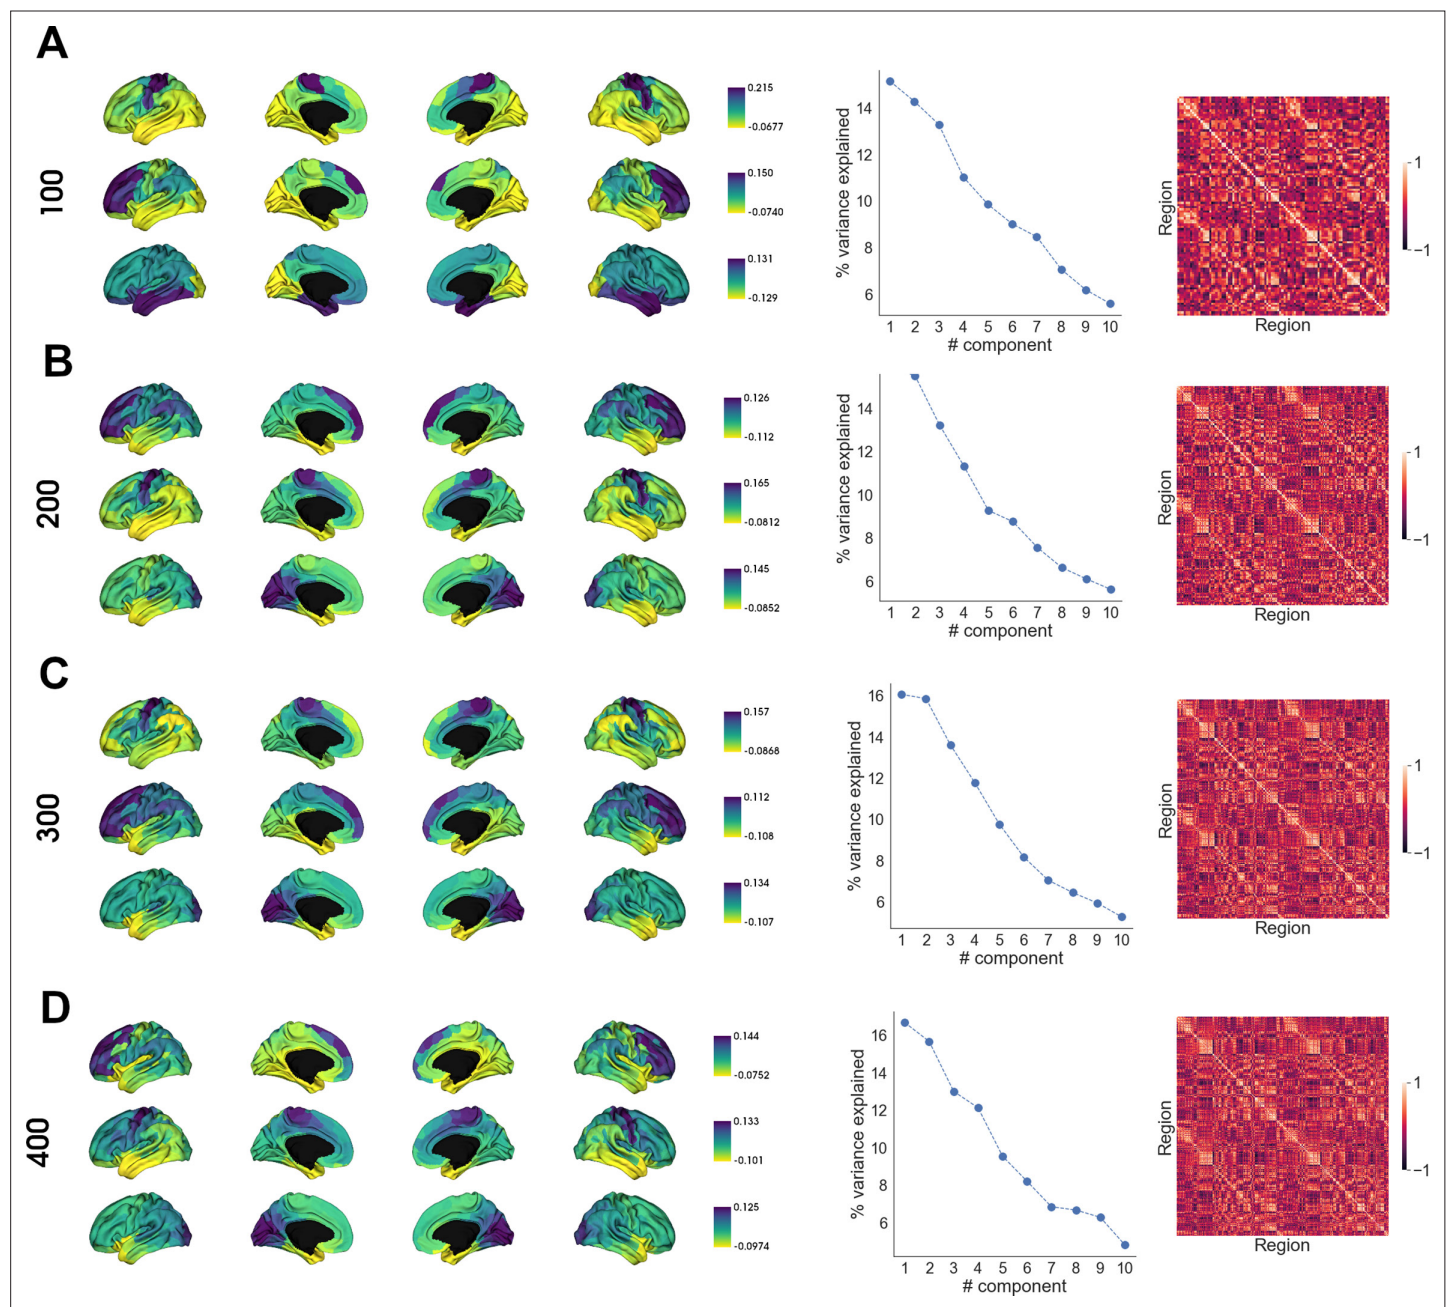 A
100
0.215
-0.0677
0.150
-0.0740
0.131
-0.129
% variance explained
14
12
10
8
6
1 2 3 4 5 6 7 8 9 10
# component
Region
Region
1
−1
B
200
0.126
-0.112
0.165
-0.0812
0.145
-0.0852
% variance explained
14
12
10
8
6
1 2 3 4 5 6 7 8 9 10
# component
Region
Region
1
−1
C
300
0.157
-0.0868
0.112
-0.108
0.134
-0.107
% variance explained
16
14
12
10
8
6
1 2 3 4 5 6 7 8 9 10
# component
Region
Region
1
−1
D
400
0.144
-0.0752
0.133
-0.101
0.125
-0.0974
% variance explained
16
14
12
10
8
6
1 2 3 4 5 6 7 8 9 10
# component
Region
Region
1
−1